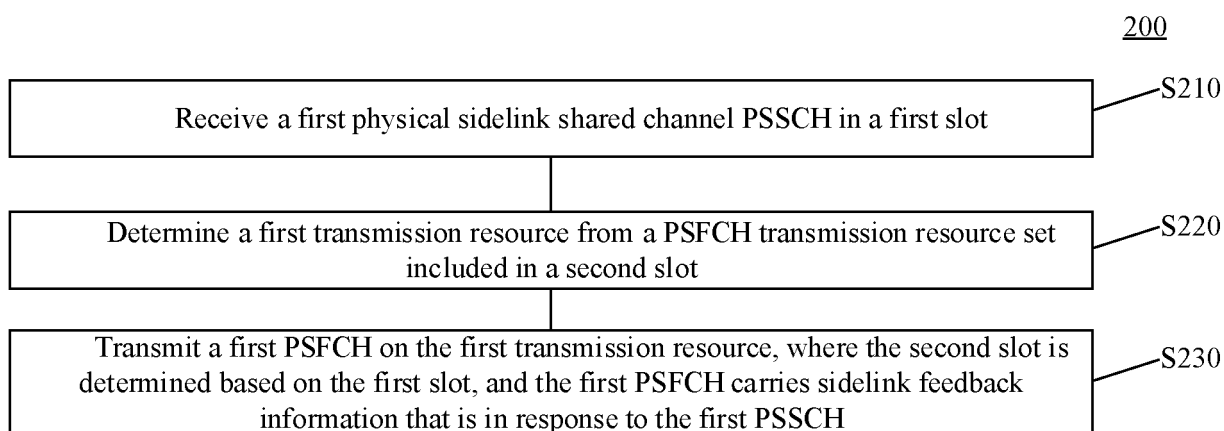 200
Receive a first physical sidelink shared channel PSSCH in a first slot
S210
Determine a first transmission resource from a PSFCH transmission resource set
included in a second slot
S220
Transmit a first PSFCH on the first transmission resource, where the second slot is
determined based on the first slot, and the first PSFCH carries sidelink feedback
information that is in response to the first PSSCH
S230